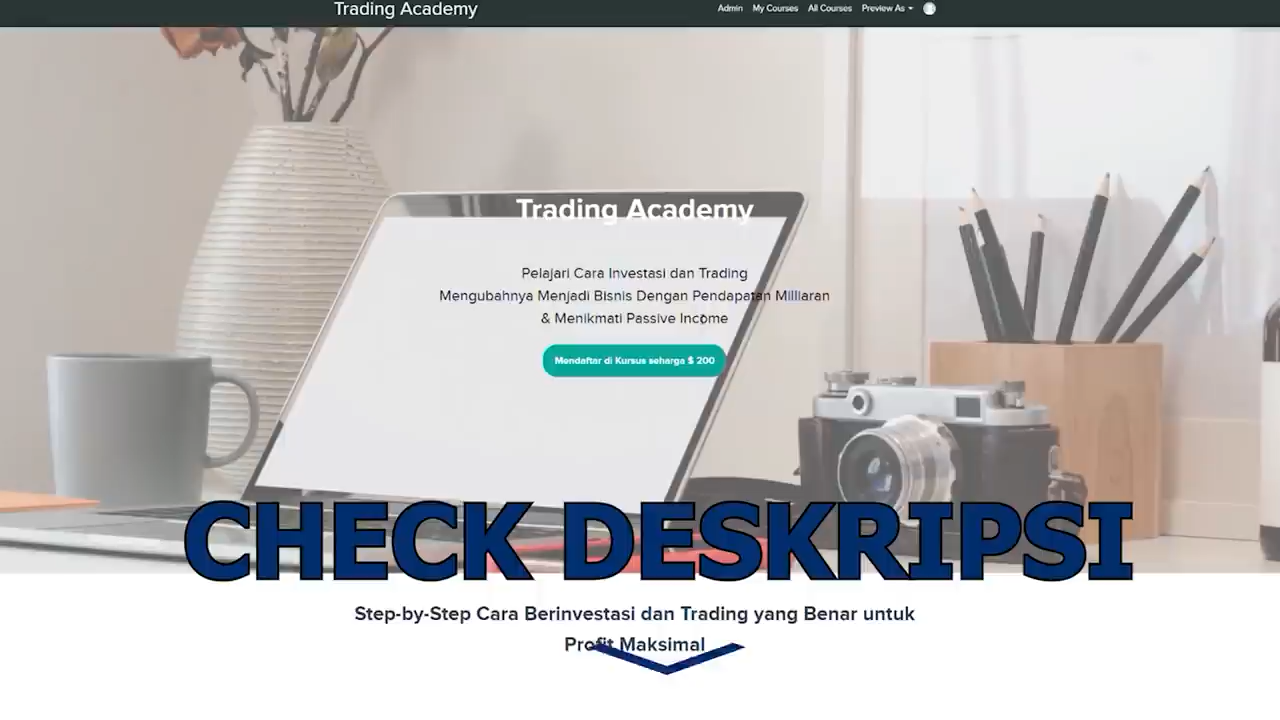 Trading Academy
Admin My Courses All Courses Preview As
Trading Academy
Pelajari Cara Investasi dan Trading
Mengubahnya Menjadi Bisnis Dengan Pendapatan Milliaran
& Menikmati Passive Income
Mendaftar di Kursus seharga $ 200
CHECK DESKRIPSI
Step-by-Step Cara Berinvestasi dan Trading yang Benar untuk
Profit Maksimal